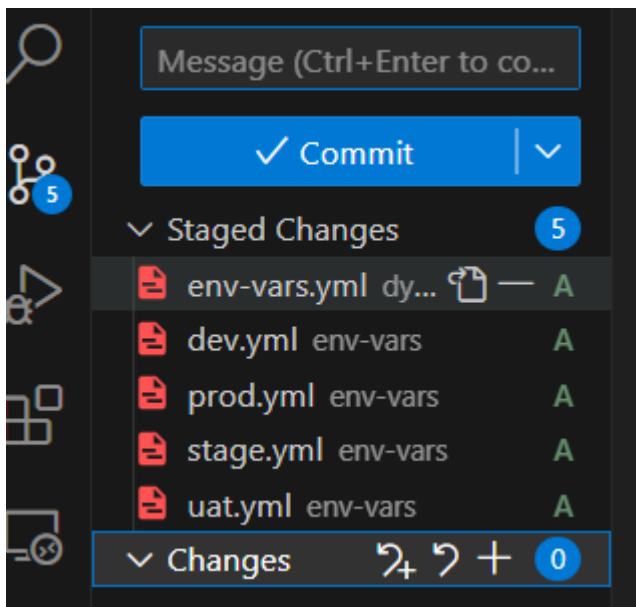 Message (Ctrl+Enter to co...
Commit
5
Staged Changes 5
env-vars.yml dy... A
dev.yml env-vars A
prod.yml env-vars A
stage.yml env-vars A
uat.yml env-vars A
Changes 0